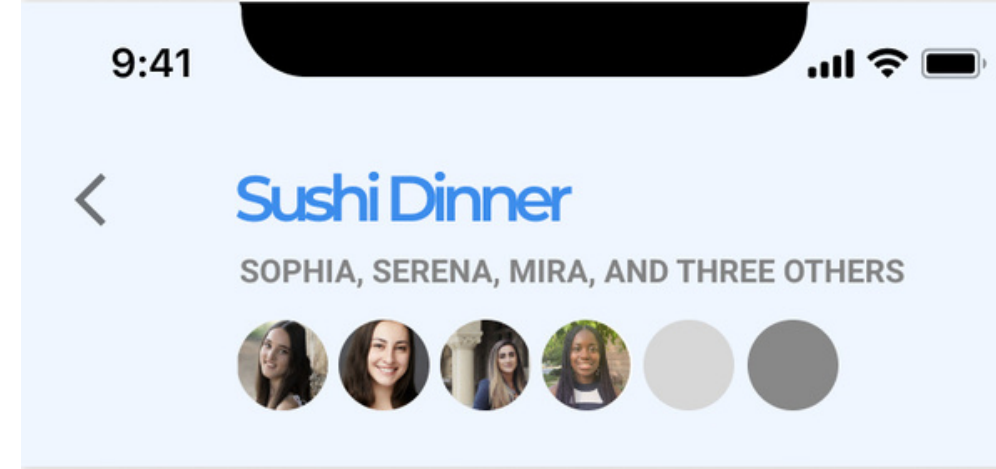 9:41
Sushi Dinner
SOPHIA, SERENA, MIRA, AND THREE OTHERS